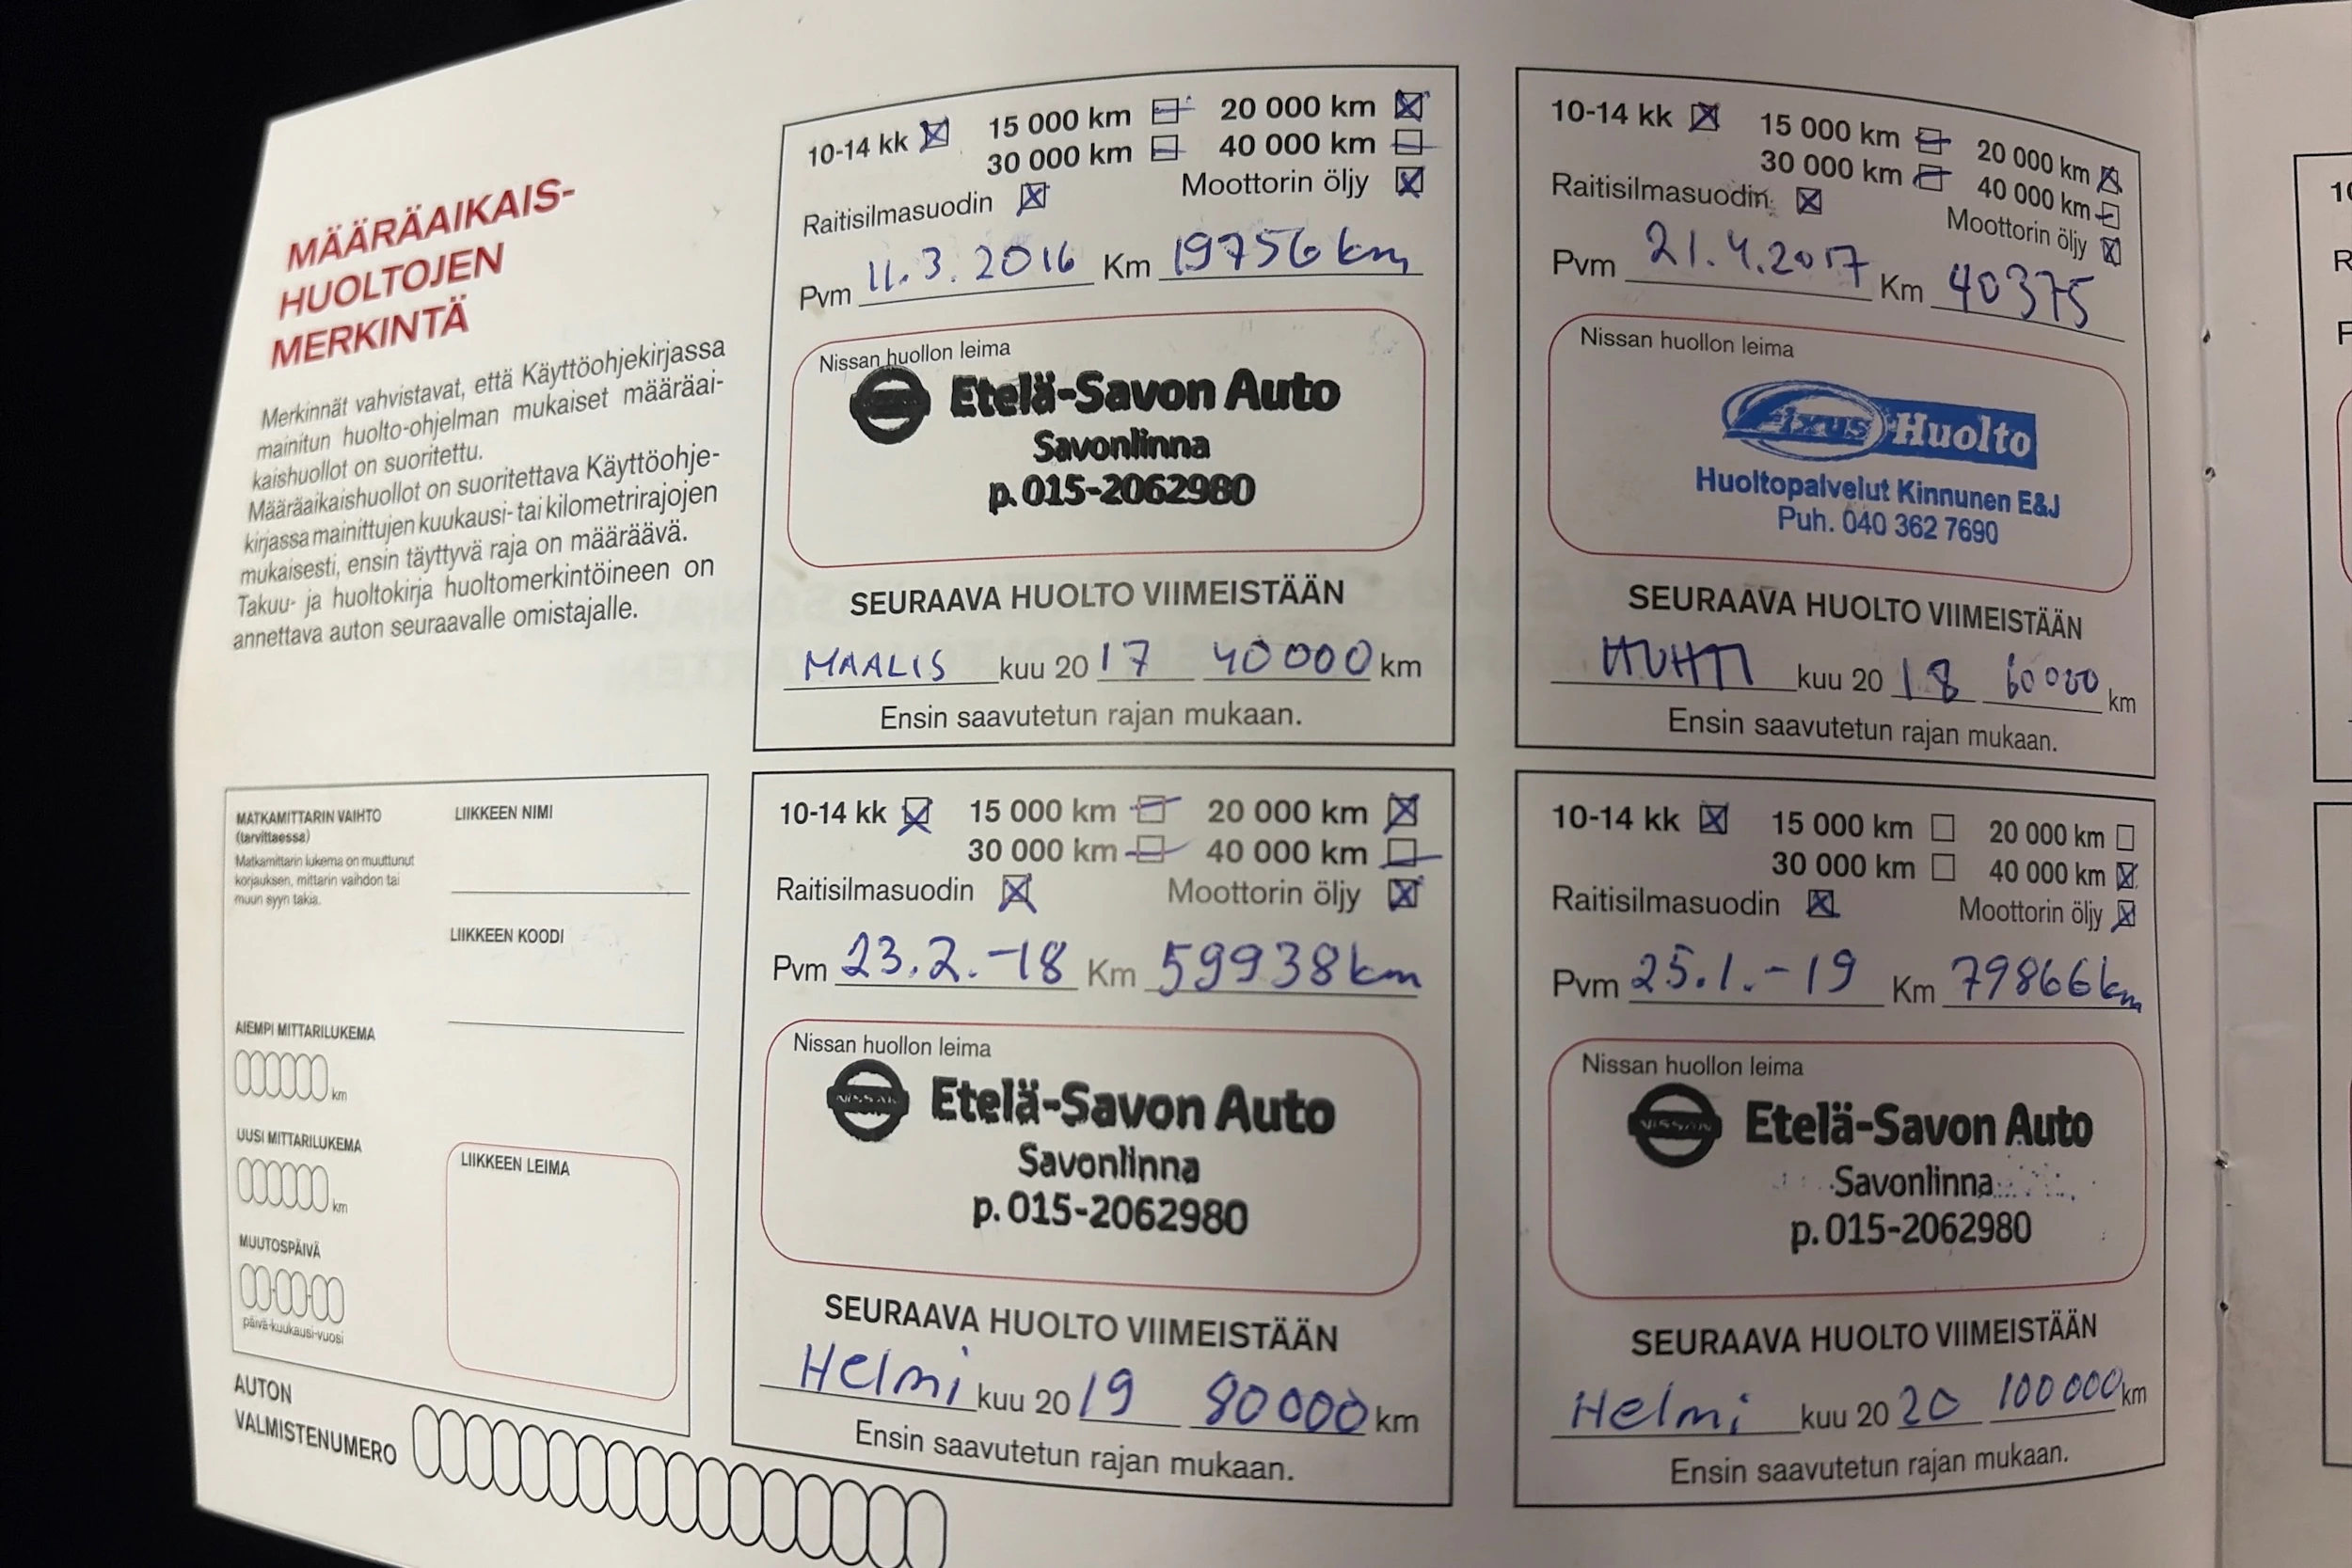 MÄÄRÄAIKAIS-
HUOLTOJEN
MERKINTÄ
Merkinnät vahvistavat, että Käyttöohjekirjassa
mainitun huolto-ohjelman mukaiset määräai-
kaishuollot on suoritettu.
Määräaikaishuollot on suoritettava Käyttöohje-
kirjassa mainittujen kuukausi- tai kilometrirajojen
mukaisesti, ensin täyttyvä raja on määräävä.
Takuu- ja huoltokirja huoltomerkintöineen on
annettava auton seuraavalle omistajalle.
MATKAMITTARIN VAIHTO
(tarvittaessa)
Matkamittarin lukema on muuttunut
korjauksen, mittarin vaihdon tai
muun syyn takia.
LIIKKEEN NIMI
LIIKKEEN KOODI
AIEMPI MITTARILUKEMA
km
UUSI MITTARILUKEMA
km
MUUTOSPÄIVÄ
päivä-kuukausi-vuosi
LIIKKEEN LEIMA
AUTON
VALMISTENUMERO
10-14 kk 15 000 km 20 000 km
30 000 km 40 000 km
Raitisilmasuodin Moottorin öljy
Pvm 11.3.2016 Km 19756 km
Nissan huollon leima
Etelä-Savon Auto
Savonlinna
p. 015-2062980
SEURAAVA HUOLTO VIIMEISTÄÄN
MAALIS kuu 20 17 40000 km
Ensin saavutetun rajan mukaan.
10-14 kk 15 000 km 20 000 km
30 000 km 40 000 km
Raitisilmasuodin Moottorin öljy
Pvm 21.4.2017 Km 40375
Nissan huollon leima
Fixus Huolto
Huoltopalvelut Kinnunen E&J
Puh. 040 362 7690
SEURAAVA HUOLTO VIIMEISTÄÄN
HUHTI kuu 20 18 60000 km
Ensin saavutetun rajan mukaan.
10-14 kk 15 000 km 20 000 km
30 000 km 40 000 km
Raitisilmasuodin Moottorin öljy
Pvm 23.2.-18 Km 59938 km
Nissan huollon leima
NISSAN Etelä-Savon Auto
Savonlinna
p. 015-2062980
SEURAAVA HUOLTO VIIMEISTÄÄN
Helmi kuu 20 19 80000 km
Ensin saavutetun rajan mukaan.
10-14 kk 15 000 km 20 000 km
30 000 km 40 000 km
Raitisilmasuodin Moottorin öljy
Pvm 25.1.-19 Km 79866 km
Nissan huollon leima
NISSAN Etelä-Savon Auto
Savonlinna
p. 015-2062980
SEURAAVA HUOLTO VIIMEISTÄÄN
Helmi kuu 20 20 100000 km
Ensin saavutetun rajan mukaan.